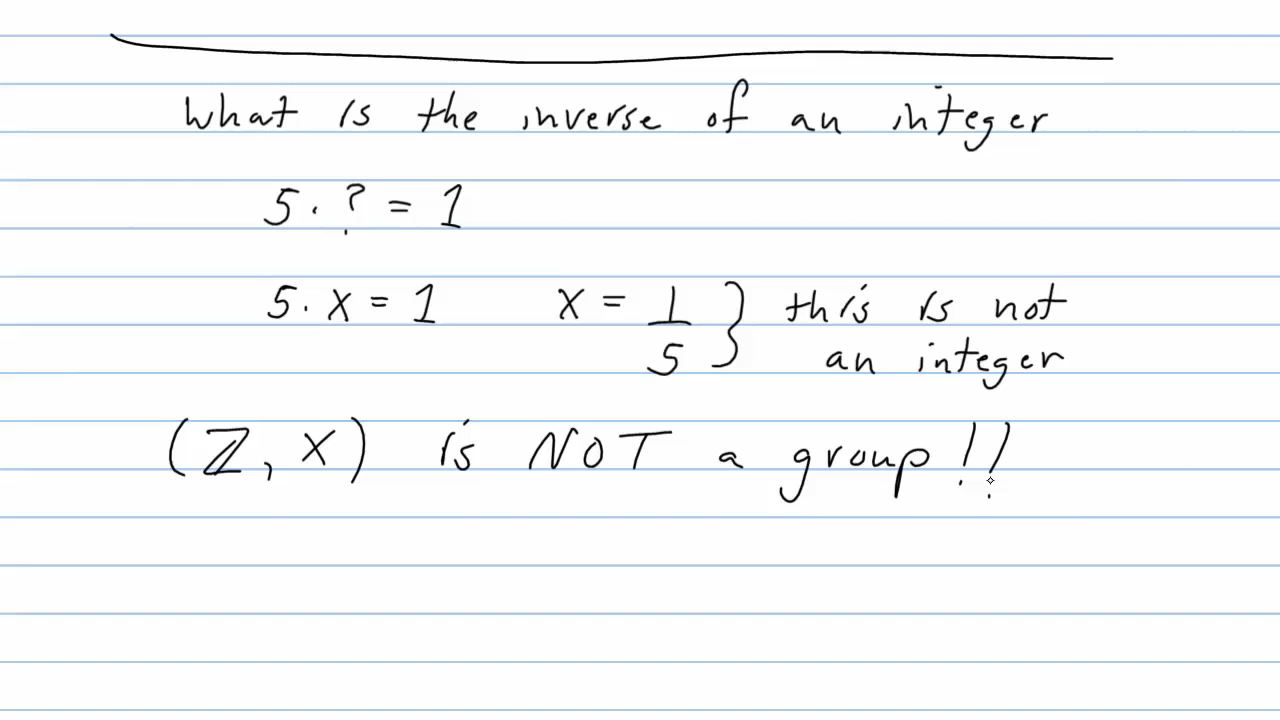 What is the inverse of an integer
5 · ? = 1
5 · x = 1 x = 1/5 } this is not
an integer
(ℤ, ×) is NOT a group!!